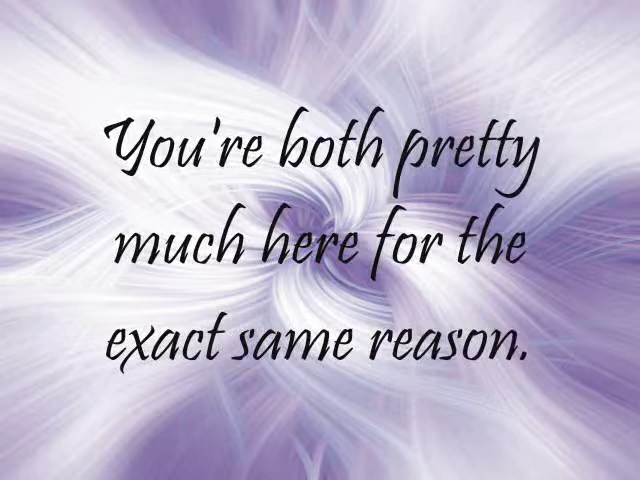 You're both pretty
much here for the
exact same reason.